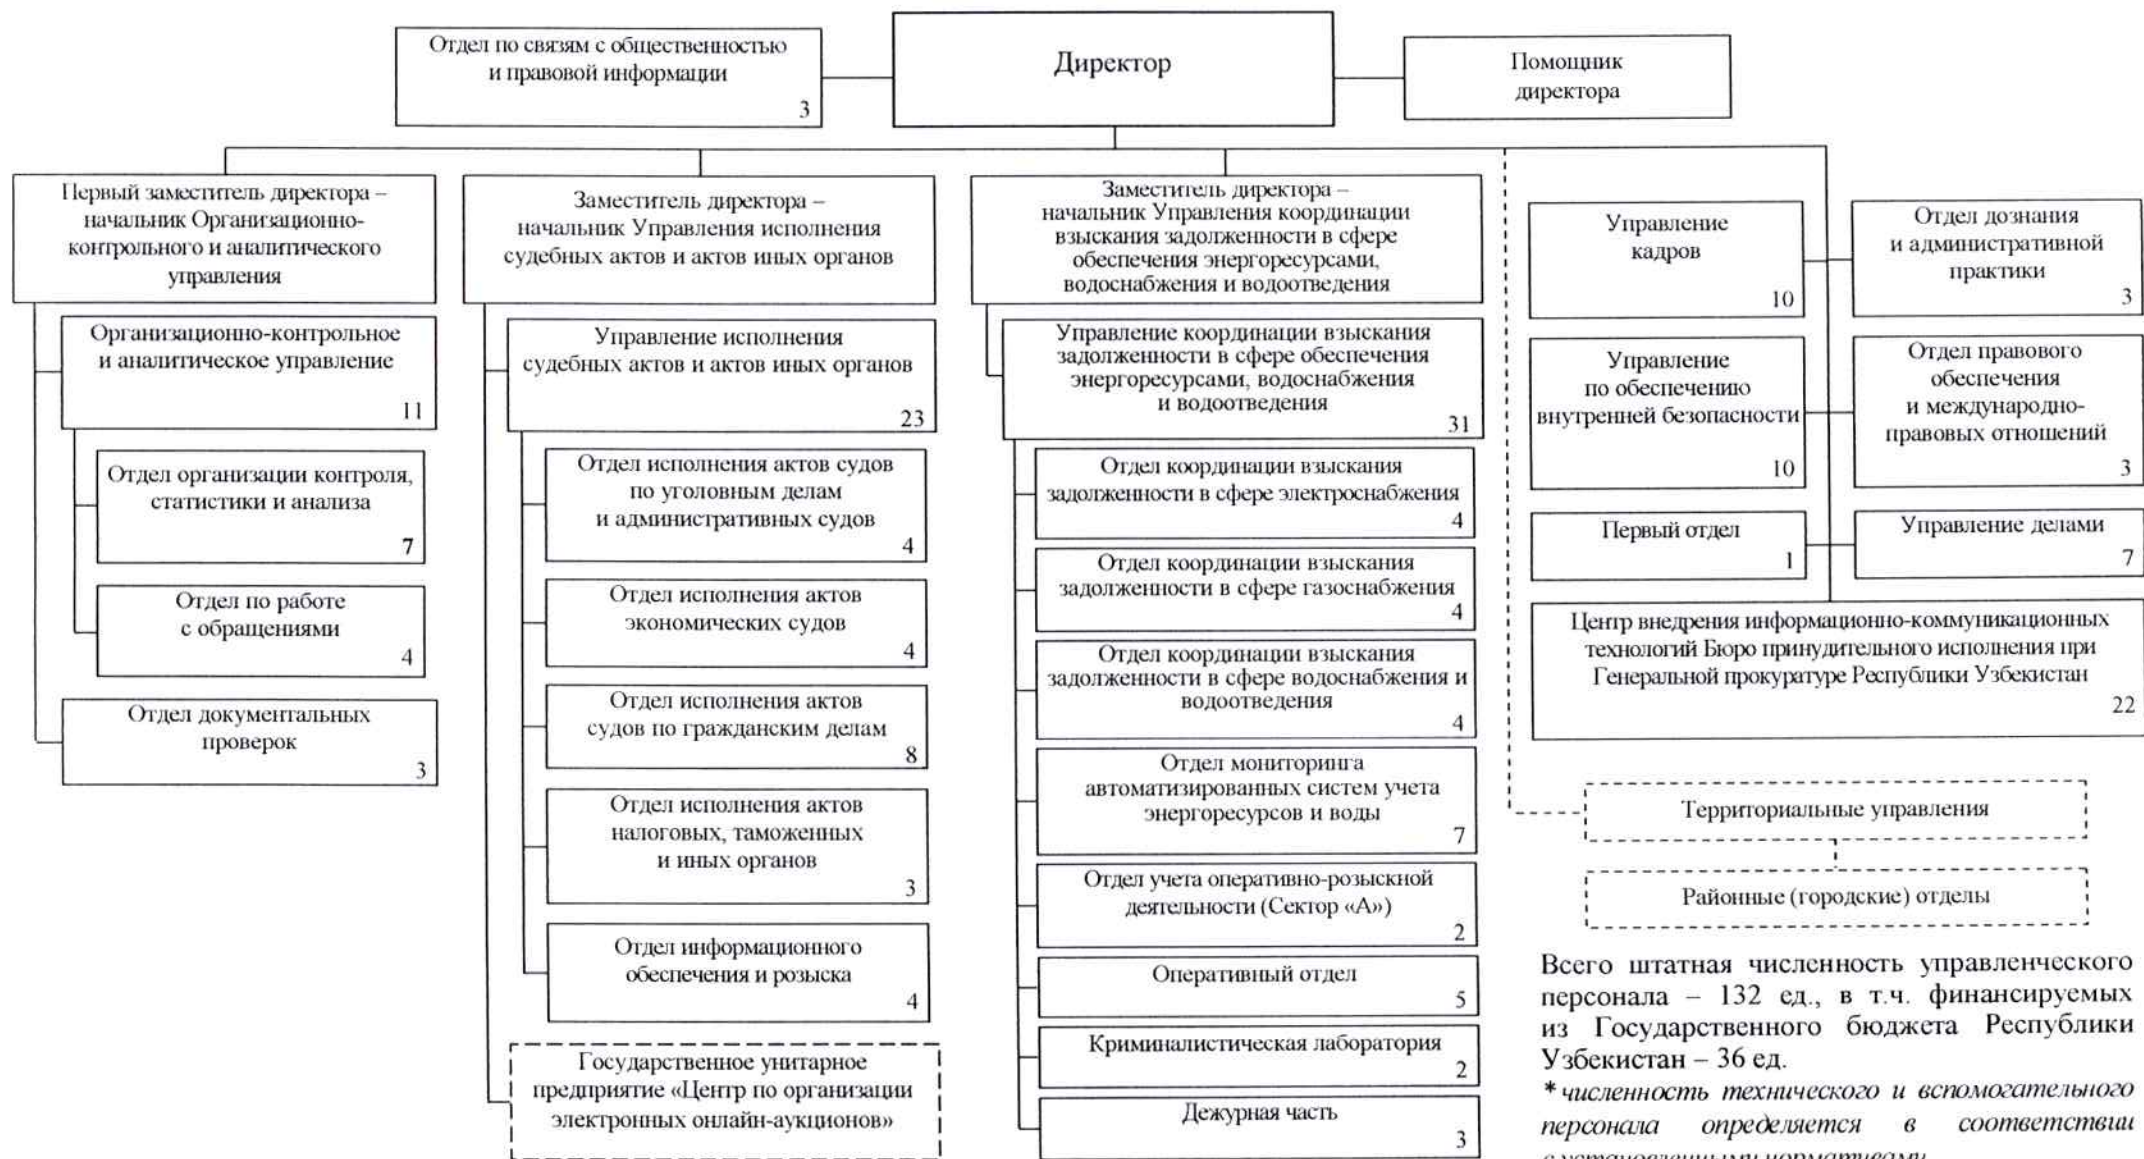 Отдел по связям с общественностью
и правовой информации
3
Директор
Помощник
директора
Первый заместитель директора –
начальник Организационно-
контрольного и аналитического
управления
Организационно-контрольное
и аналитическое управление
11
Отдел организации контроля,
статистики и анализа
7
Отдел по работе
с обращениями
4
Отдел документальных
проверок
3
Заместитель директора –
начальник Управления исполнения
судебных актов и актов иных органов
Управление исполнения
судебных актов и актов иных органов
23
Отдел исполнения актов судов
по уголовным делам
и административных судов
4
Отдел исполнения актов
экономических судов
4
Отдел исполнения актов
судов по гражданским делам
8
Отдел исполнения актов
налоговых, таможенных
и иных органов
3
Отдел информационного
обеспечения и розыска
4
Государственное унитарное
предприятие «Центр по организации
электронных онлайн-аукционов»
Заместитель директора –
начальник Управления координации
взыскания задолженности в сфере
обеспечения энергоресурсами,
водоснабжения и водоотведения
Управление координации взыскания
задолженности в сфере обеспечения
энергоресурсами, водоснабжения
и водоотведения
31
Отдел координации взыскания
задолженности в сфере электроснабжения
4
Отдел координации взыскания
задолженности в сфере газоснабжения
4
Отдел координации взыскания
задолженности в сфере водоснабжения и
водоотведения
4
Отдел мониторинга
автоматизированных систем учета
энергоресурсов и воды
7
Отдел учета оперативно-розыскной
деятельности (Сектор «А»)
2
Оперативный отдел
5
Криминалистическая лаборатория
2
Дежурная часть
3
Управление
кадров
10
Отдел дознания
и административной
практики
3
Управление
по обеспечению
внутренней безопасности
10
Отдел правового
обеспечения
и международно-
правовых отношений
3
Первый отдел
1
Управление делами
7
Центр внедрения информационно-коммуникационных
технологий Бюро принудительного исполнения при
Генеральной прокуратуре Республики Узбекистан
22
Территориальные управления
Районные (городские) отделы
Всего штатная численность управленческого
персонала – 132 ед., в т.ч. финансируемых
из Государственного бюджета Республики
Узбекистан – 36 ед.
* численность технического и вспомогательного
персонала определяется в соответствии
с установленными нормативами